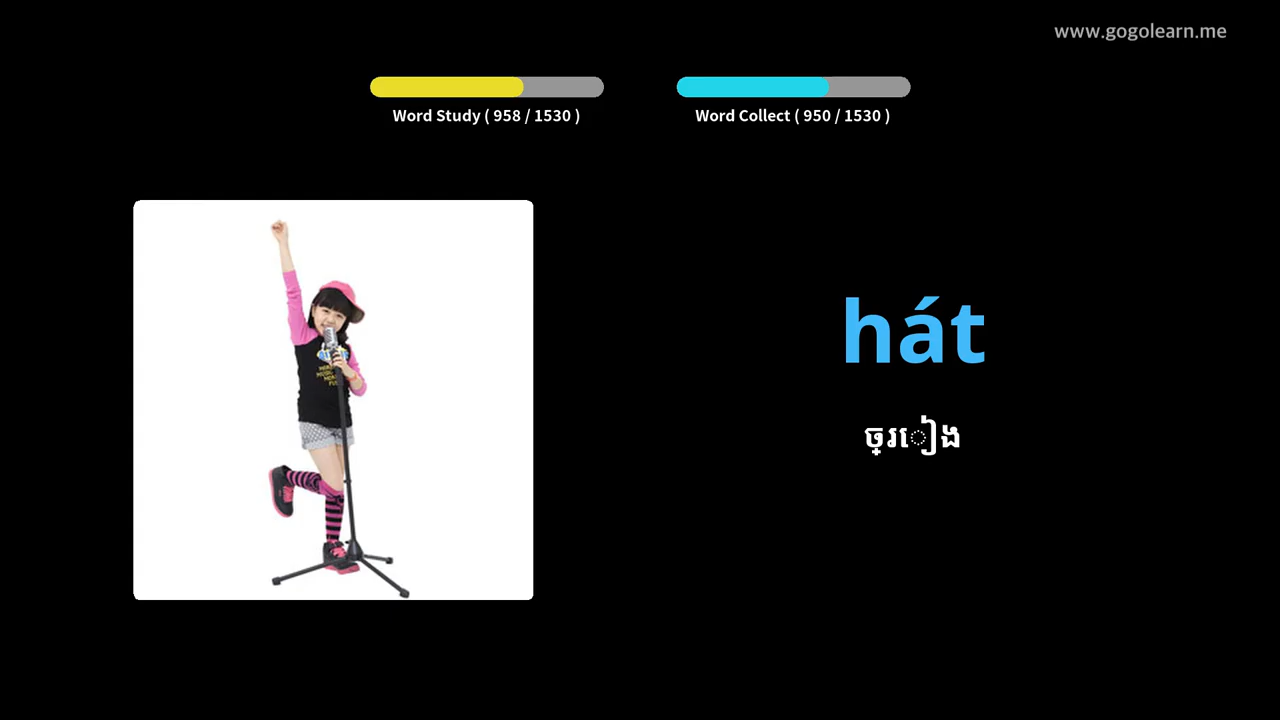 www.gogolearn.me
Word Study ( 958 / 1530 )
Word Collect ( 950 / 1530 )
hát
ច្រៀង